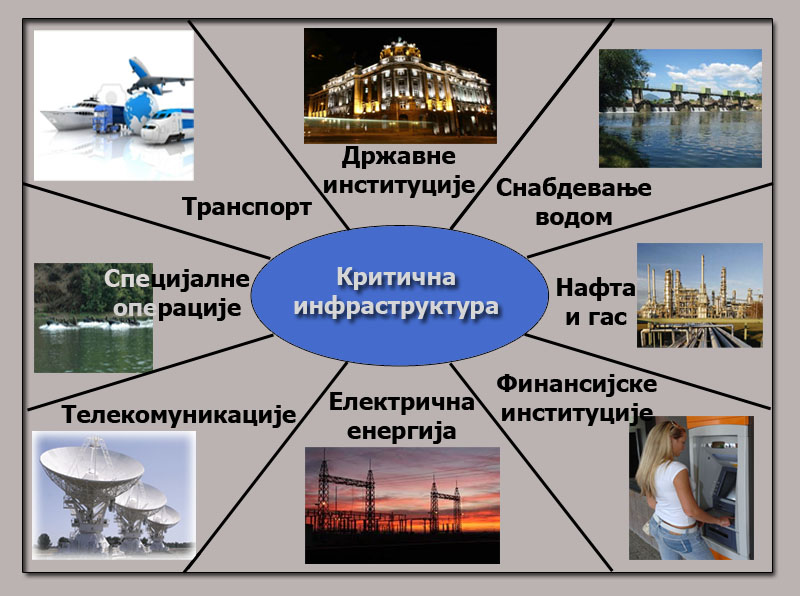 Државне
институције
Снабдевање
водом
Транспорт
Специјалне
операције
Критична
инфраструктура
Нафта
и гас
Финансијске
институције
Телекомуникације
Електрична
енергија